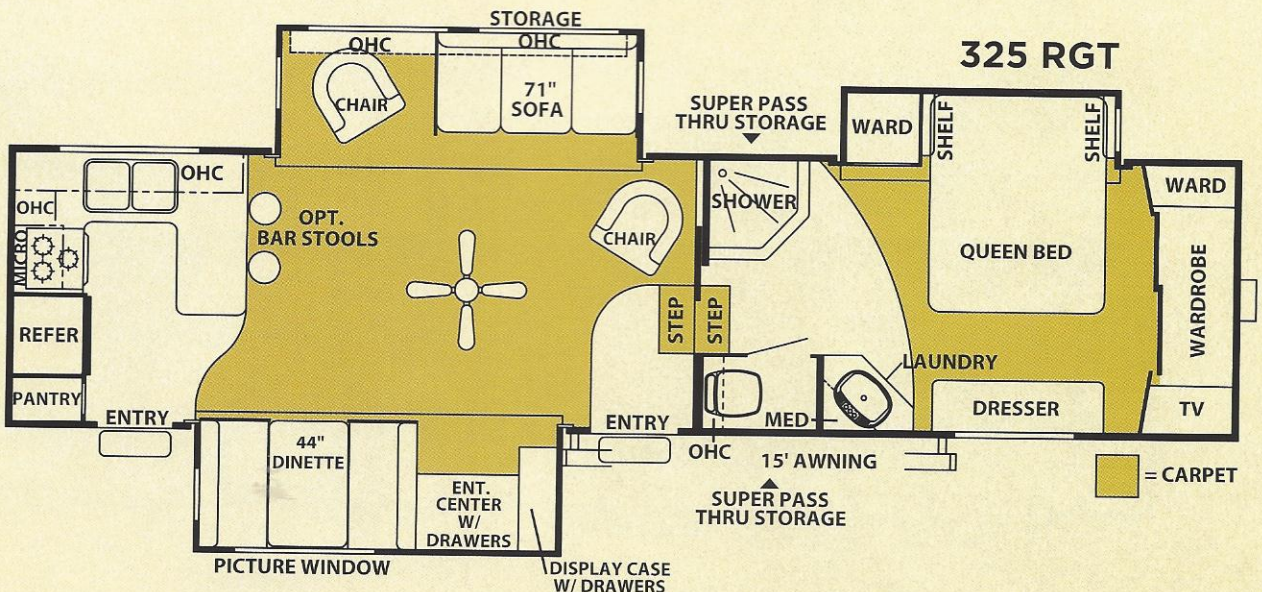 STORAGE
OHC
OHC
325 RGT
CHAIR
71"
SOFA
SUPER PASS
THRU STORAGE
WARD
SHELF
SHELF
OHC
OHC
SHOWER
WARD
OPT.
BAR STOOLS
CHAIR
MICRO
QUEEN BED
WARDROBE
STEP
STEP
REFER
LAUNDRY
PANTRY
ENTRY
ENTRY
MED
DRESSER
TV
44"
DINETTE
OHC
15' AWNING
= CARPET
ENT.
CENTER
W/
DRAWERS
SUPER PASS
THRU STORAGE
PICTURE WINDOW
DISPLAY CASE
W/ DRAWERS